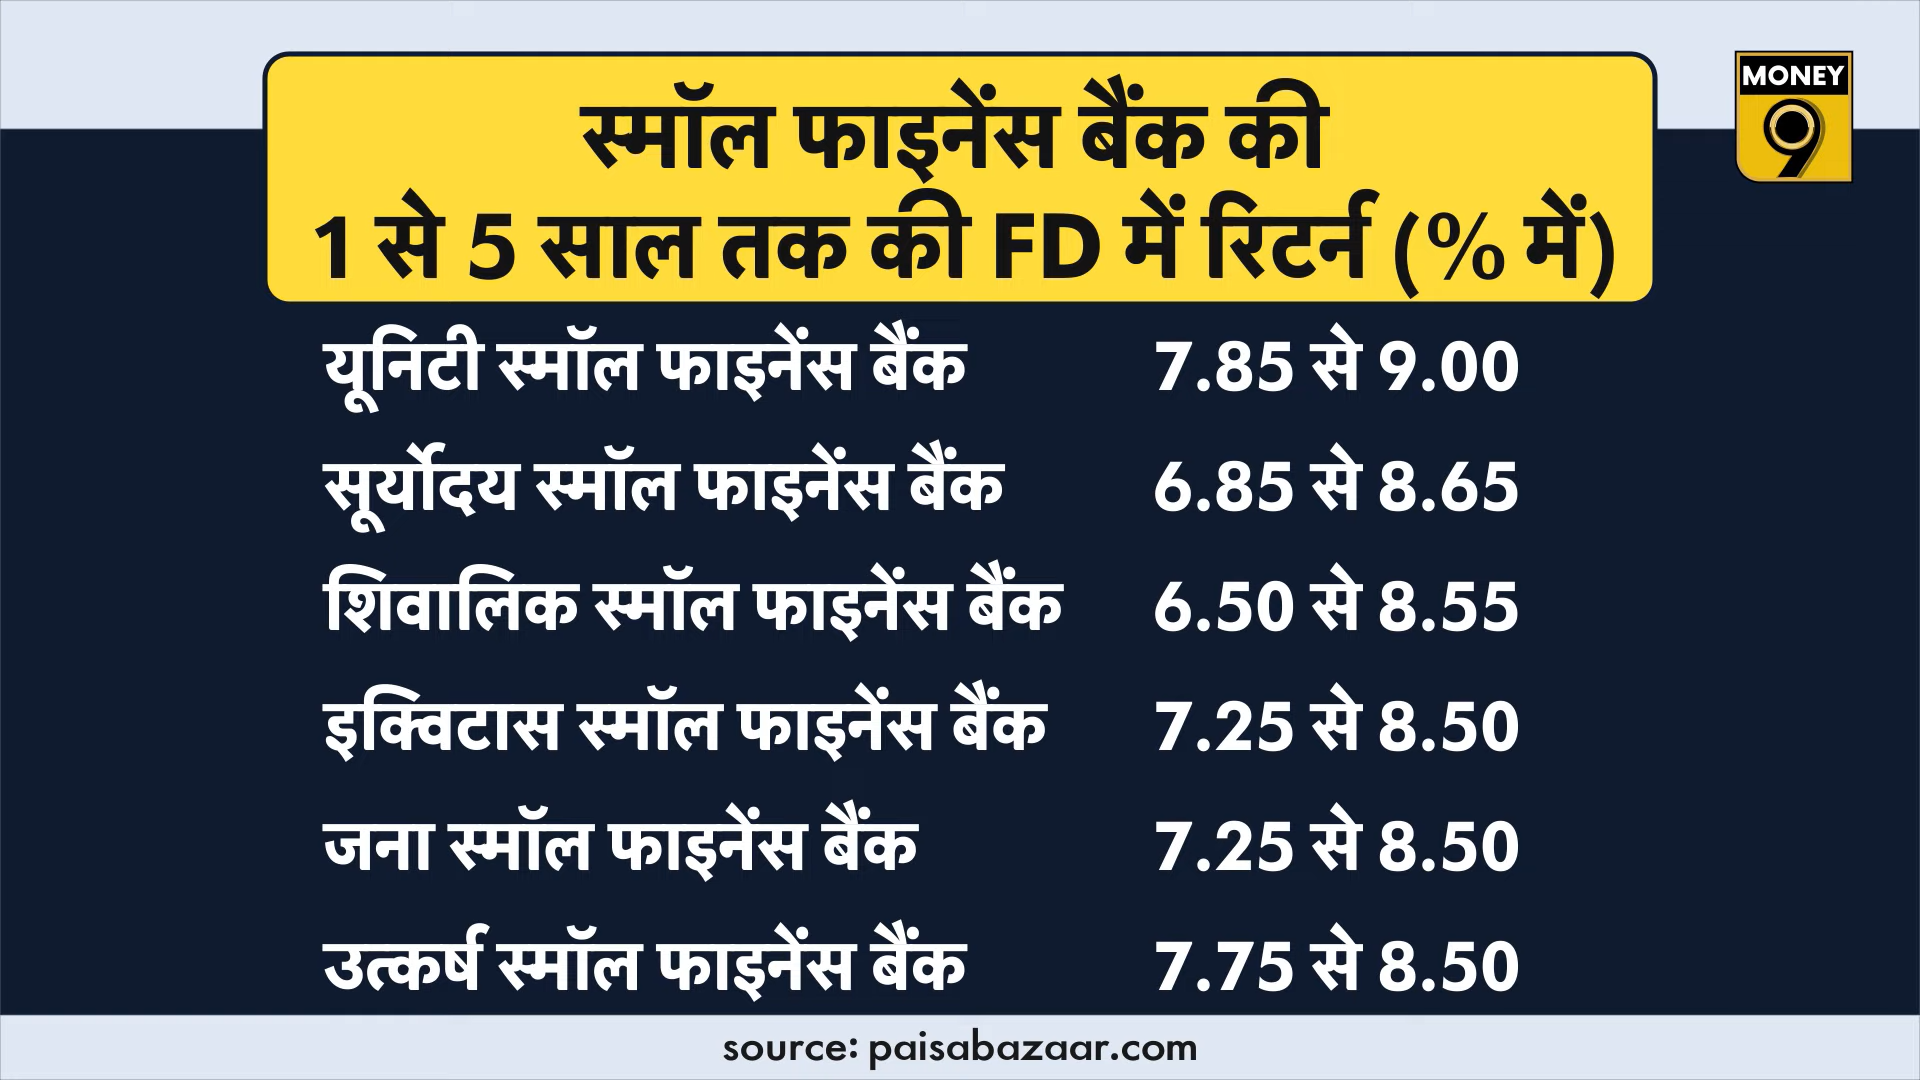 स्मॉल फाइनेंस बैंक की
1 से 5 साल तक की FD में रिटर्न (% में)
MONEY
9
यूनिटी स्मॉल फाइनेंस बैंक 7.85 से 9.00
सूर्योदय स्मॉल फाइनेंस बैंक 6.85 से 8.65
शिवालिक स्मॉल फाइनेंस बैंक 6.50 से 8.55
इक्विटास स्मॉल फाइनेंस बैंक 7.25 से 8.50
जना स्मॉल फाइनेंस बैंक 7.25 से 8.50
उत्कर्ष स्मॉल फाइनेंस बैंक 7.75 से 8.50
source: paisabazaar.com